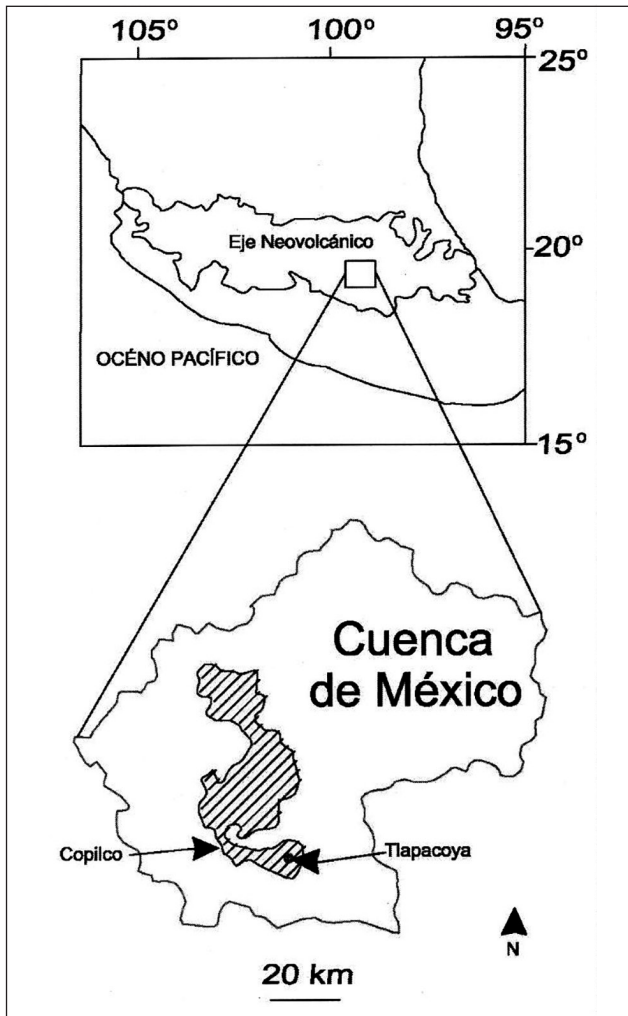 105º 100º 95º
25º
Eje Neovolcánico
20º
OCÉNO PACÍFICO
15º
Cuenca
de México
Copilco
Tlapacoya
N
20 km